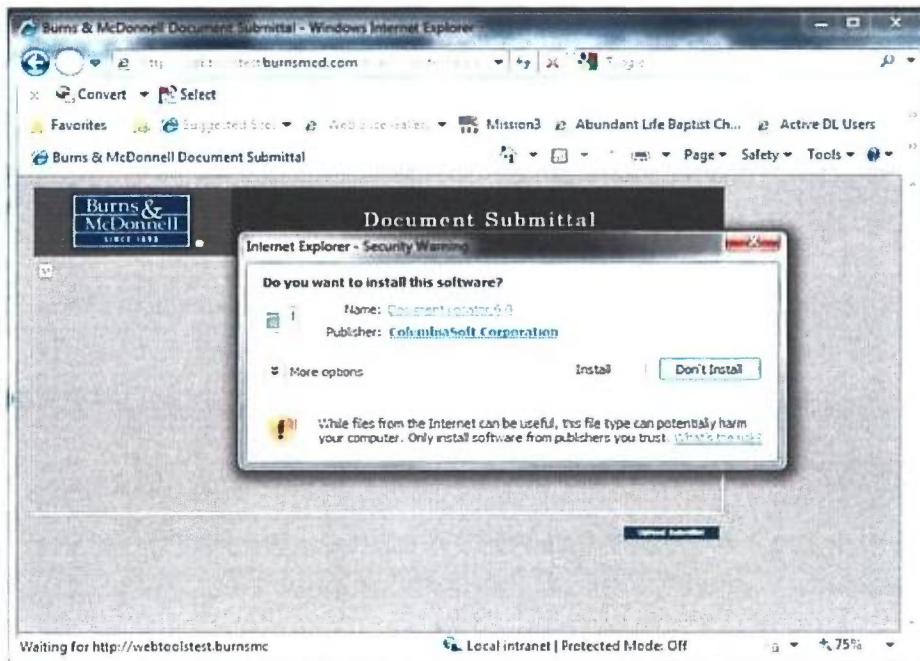 Burns & McDonnell Document Submittal - Windows Internet Explorer
burnsmcd.com
Convert Select
Favorites Mission3 Abundant Life Baptist Ch... Active DL Users
Burns & McDonnell Document Submittal Page Safety Tools
Burns &
McDonnell
SINCE 1898
Document Submittal
Internet Explorer - Security Warning
Do you want to install this software?
Name:
Publisher: ColumbiaSoft Corporation
More options Install Don't Install
While files from the Internet can be useful, this file type can potentially harm
your computer. Only install software from publishers you trust. What's the risk?
Waiting for http://webtoolstest.burnsmc Local intranet | Protected Mode: Off 75%